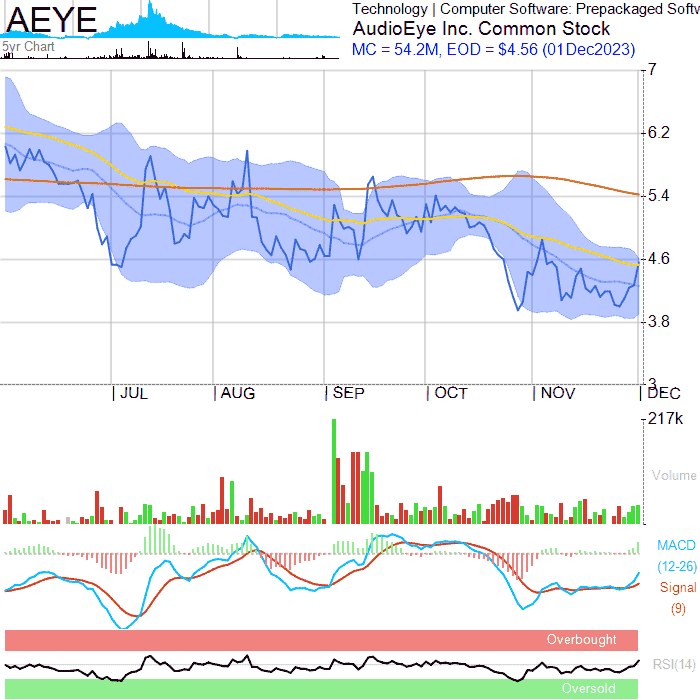 AEYE
5yr Chart
Technology | Computer Software: Prepackaged Softw
AudioEye Inc. Common Stock
MC = 54.2M, EOD = $4.56 (01Dec2023)
7
6.2
5.4
4.6
3.8
3
JUL AUG SEP OCT NOV DEC
217k
Volume
MACD
(12-26)
Signal
(9)
Overbought
RSI(14)
Oversold